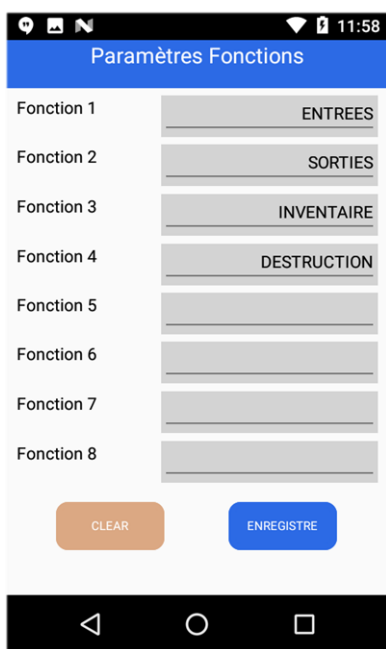 11:58
Paramètres Fonctions
Fonction 1 ENTREES
Fonction 2 SORTIES
Fonction 3 INVENTAIRE
Fonction 4 DESTRUCTION
Fonction 5
Fonction 6
Fonction 7
Fonction 8
CLEAR ENREGISTRE